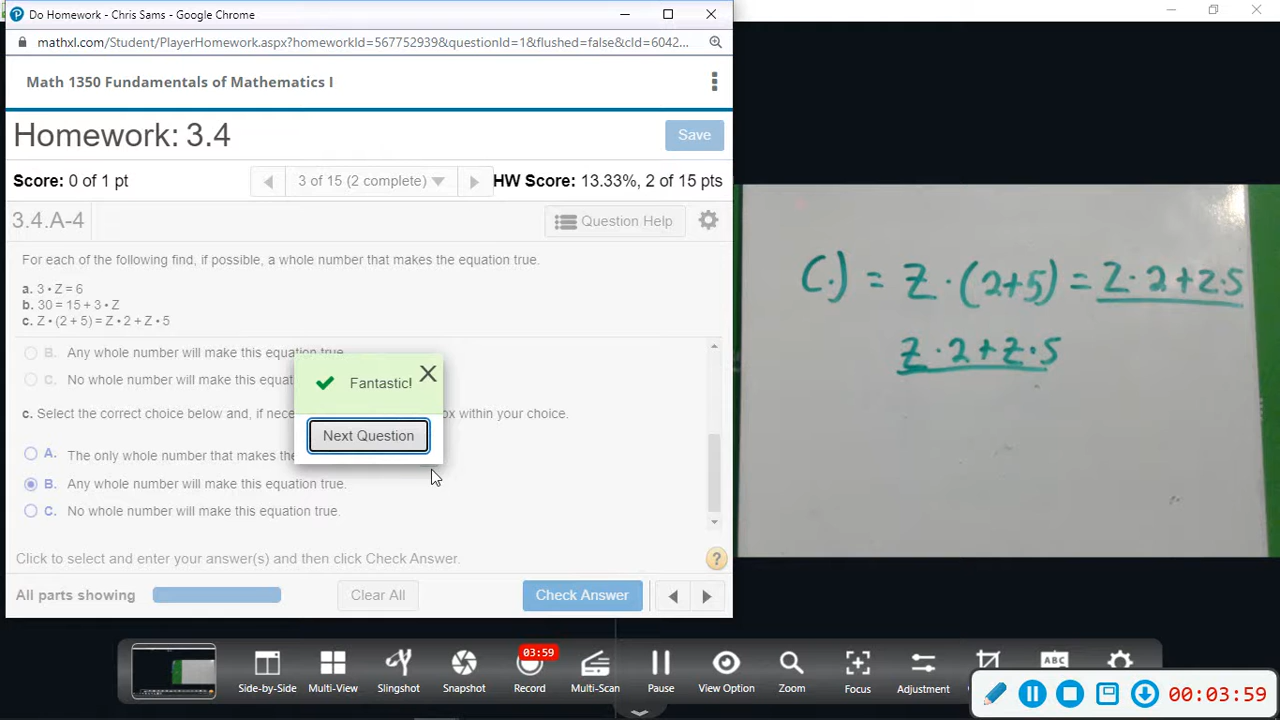 Do Homework - Chris Sams - Google Chrome
mathxl.com/Student/PlayerHomework.aspx?homeworkId=567752939&questionId=1&flushed=false&cId=6042...
Math 1350 Fundamentals of Mathematics I
Homework: 3.4
Save
Score: 0 of 1 pt
3 of 15 (2 complete)
HW Score: 13.33%, 2 of 15 pts
3.4.A-4
Question Help
For each of the following find, if possible, a whole number that makes the equation true.
a. 3 • Z = 6
b. 30 = 15 + 3 • Z
c. Z • (2 + 5) = Z • 2 + Z • 5
B. Any whole number will make this equation true.
C. No whole number will make this equat
Fantastic!
Next Question
c. Select the correct choice below and, if nece
ox within your choice.
A. The only whole number that makes the
B. Any whole number will make this equation true.
C. No whole number will make this equation true.
Click to select and enter your answer(s) and then click Check Answer.
?
All parts showing
Clear All
Check Answer
C.) = Z · (2+5) = Z · 2 + Z · 5
Z · 2 + Z · 5
Side-by-Side
Multi-View
Slingshot
Snapshot
03:59
Record
Multi-Scan
Pause
View Option
Zoom
Focus
Adjustment
ABC
00:03:59